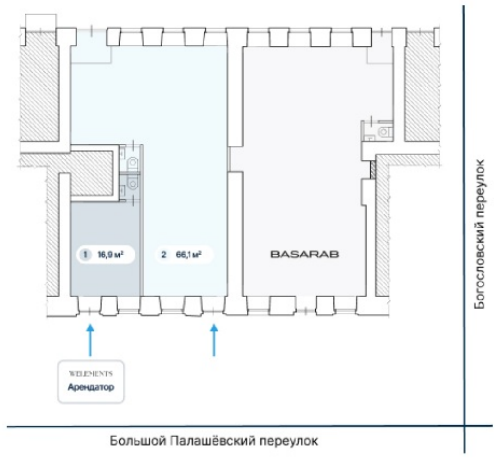 1 16,9 м²
2 66,1 м²
BASARAB
WELEMENTS
Арендатор
Большой Палашёвский переулок
Богословский переулок